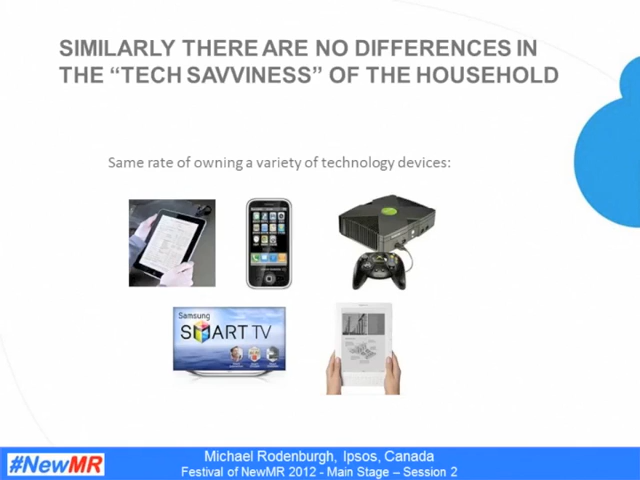 SIMILARLY THERE ARE NO DIFFERENCES IN
THE “TECH SAVVINESS” OF THE HOUSEHOLD
Same rate of owning a variety of technology devices:
Samsung
SMART TV
#NewMR
Michael Rodenburgh, Ipsos, Canada
Festival of NewMR 2012 - Main Stage – Session 2